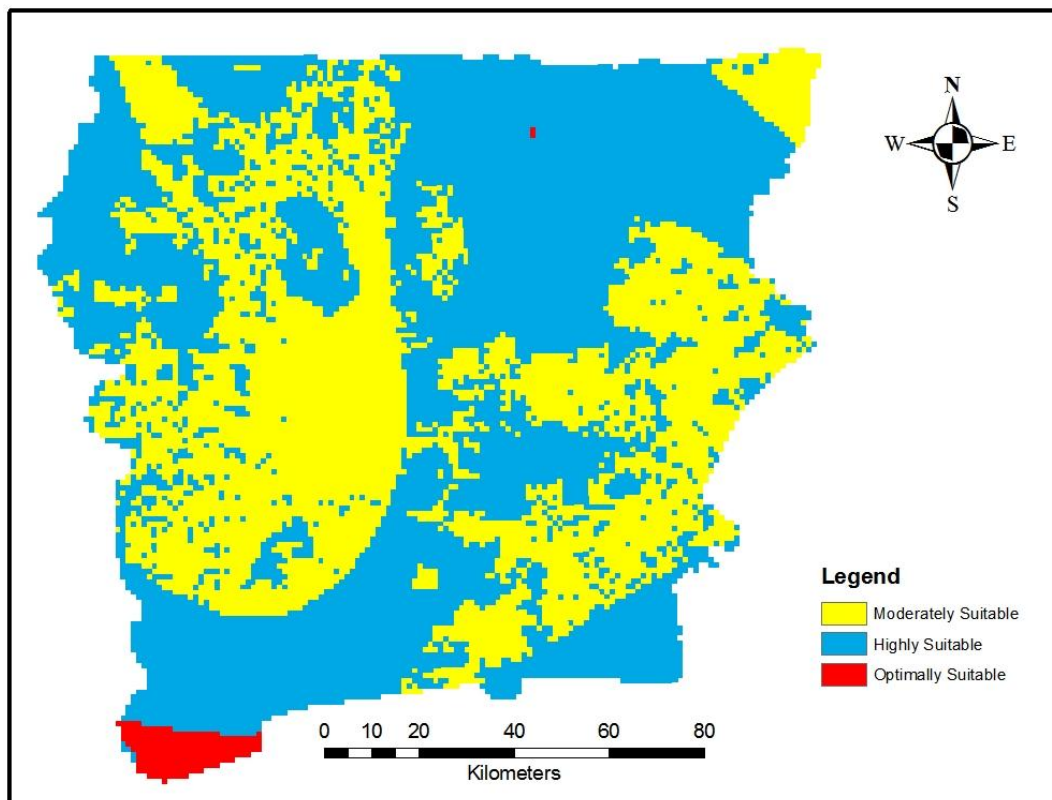 N
W E
S
Legend
Moderately Suitable
Highly Suitable
Optimally Suitable
0 10 20 40 60 80
Kilometers